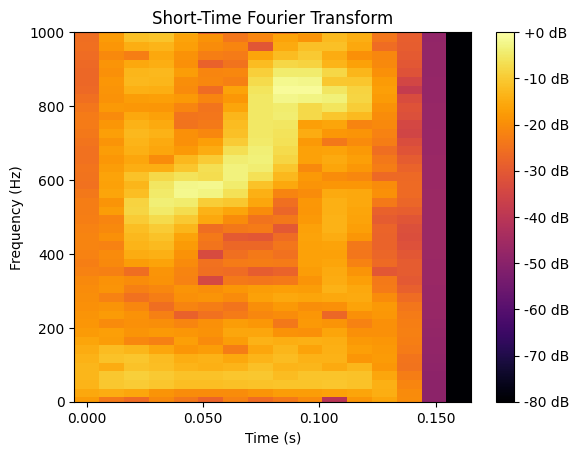 Short-Time Fourier Transform
1000
800
600
400
200
0
Frequency (Hz)
0.000
0.050
0.100
0.150
Time (s)
+0 dB
-10 dB
-20 dB
-30 dB
-40 dB
-50 dB
-60 dB
-70 dB
-80 dB